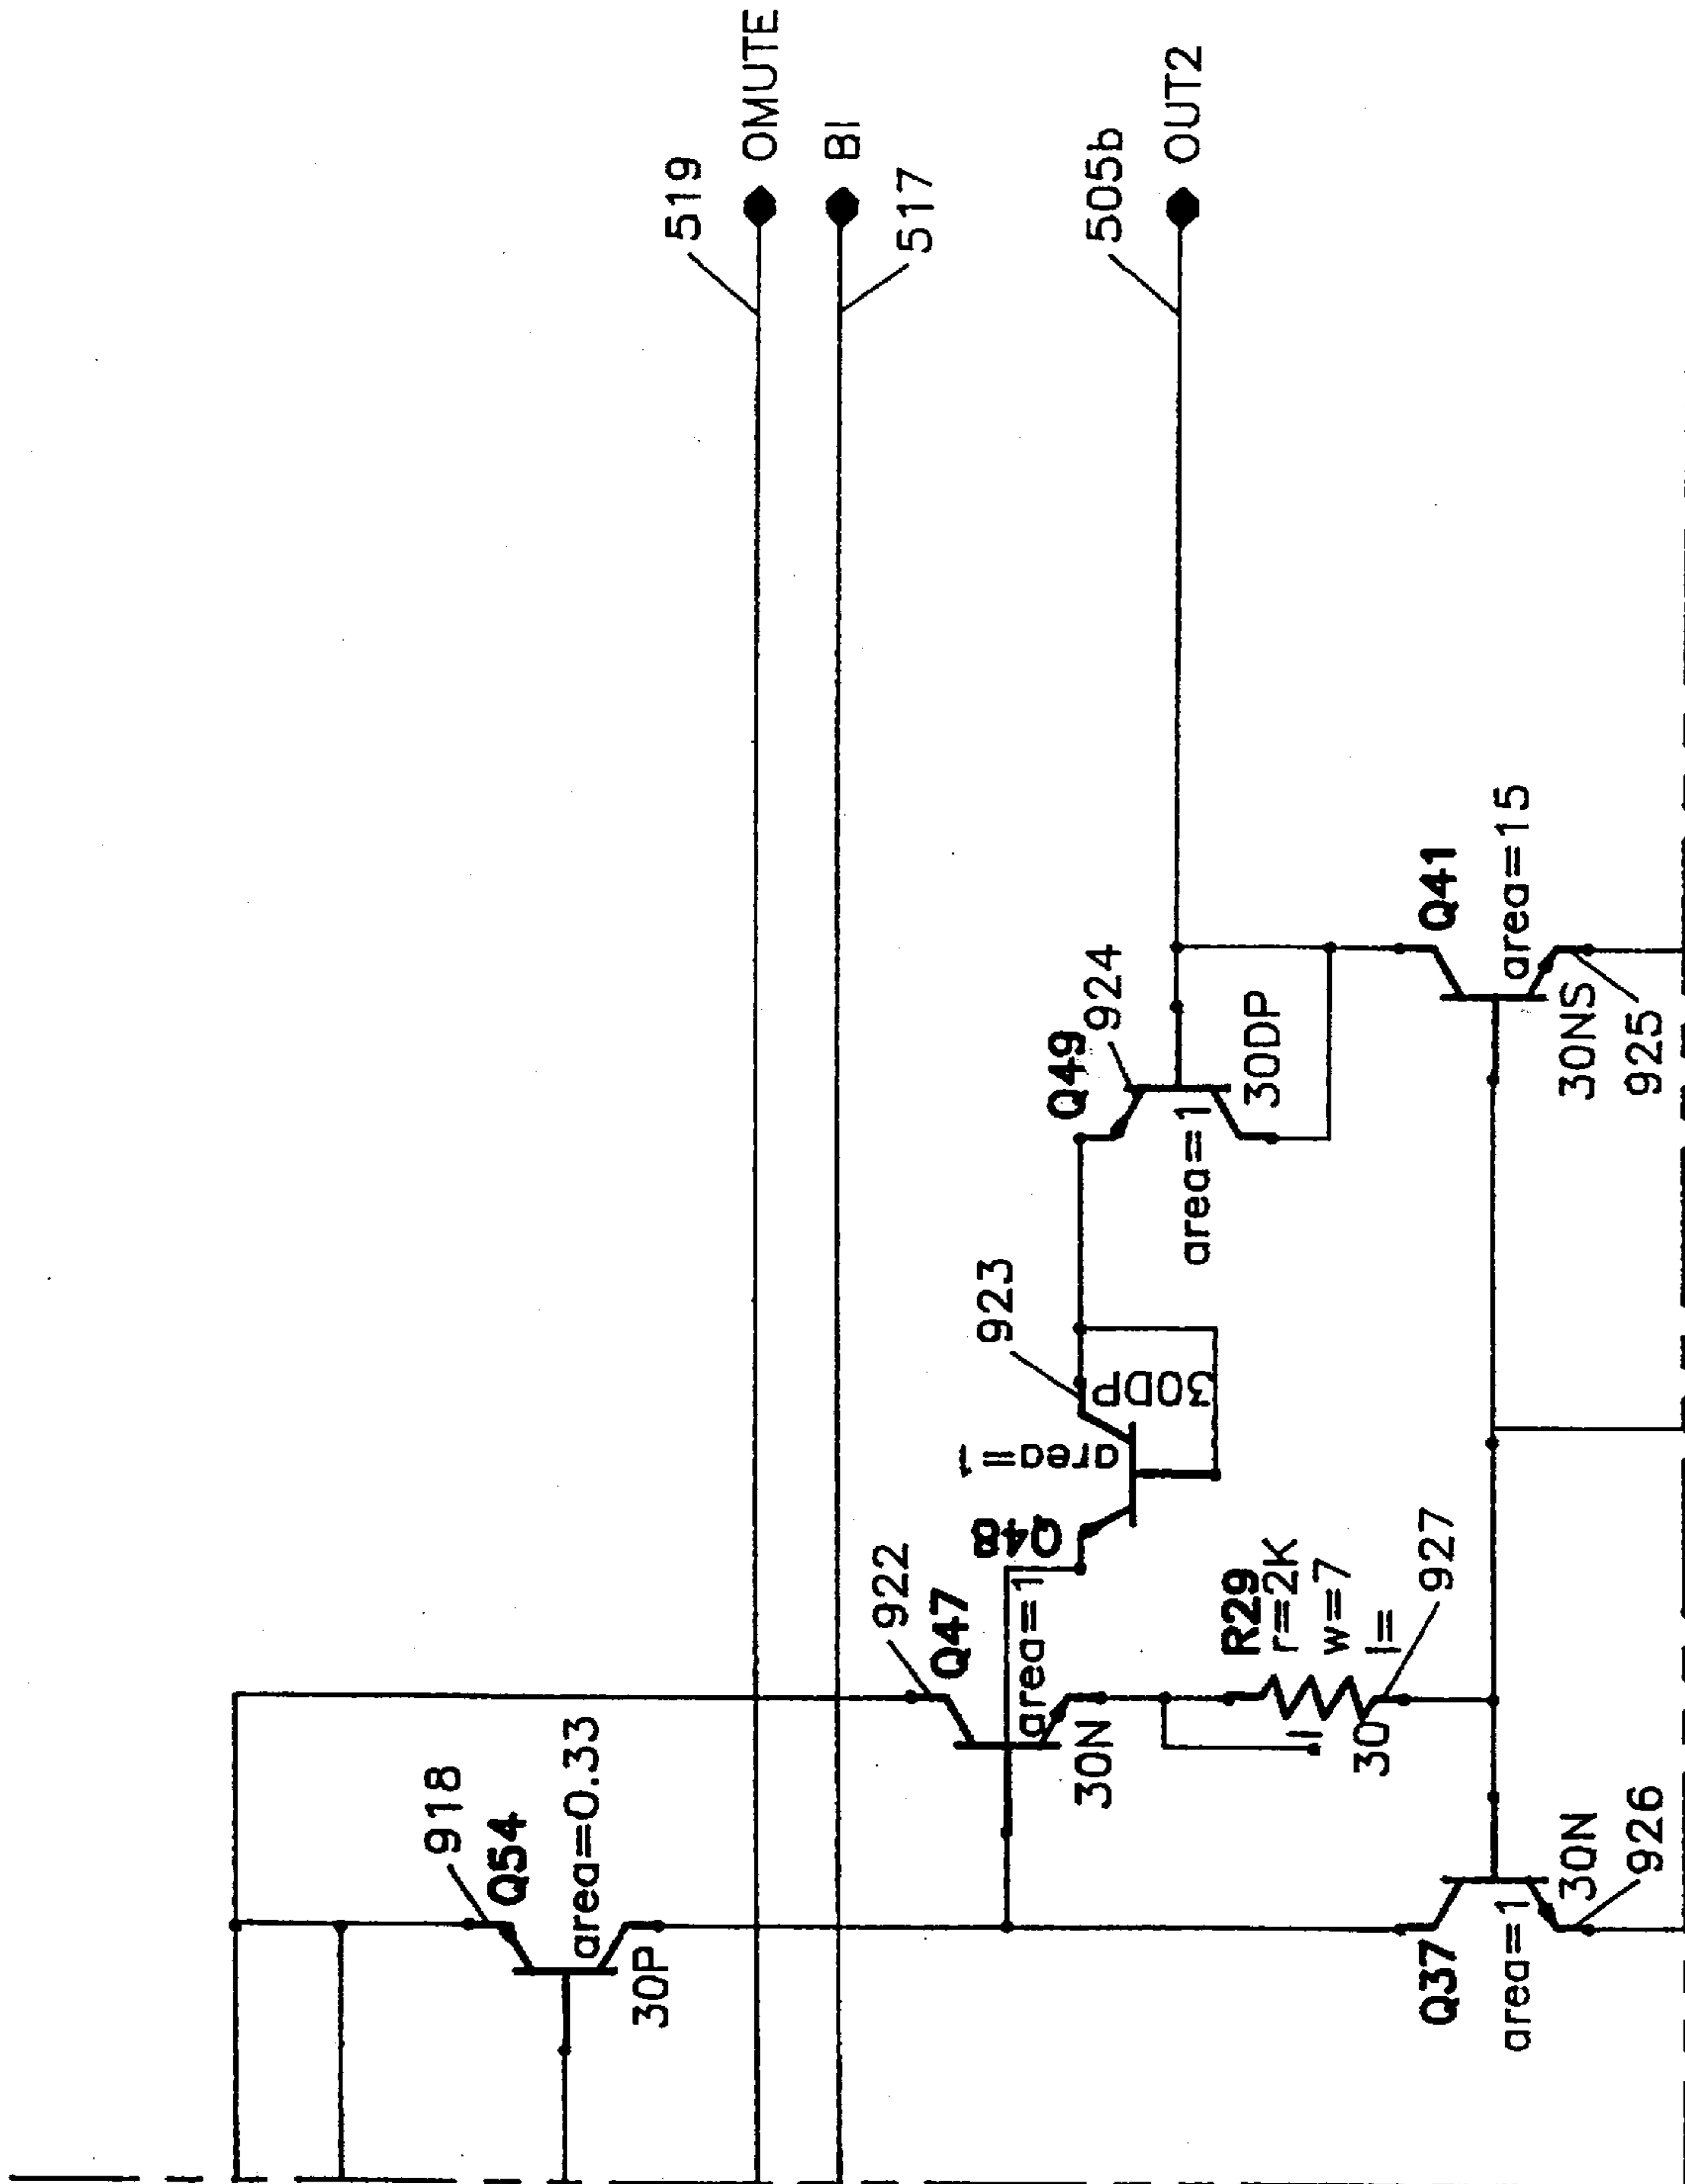 519
OMUTE
BI
517
505b
OUT2
918
Q54
area=0.33
30P
922
Q47
area=1
30N
923
30DP
area=1
Q48
Q49
924
area=1
30DP
R29
r=2K
w=7
l=
30
927
Q41
area=15
30NS
925
Q37
area=1
30N
926